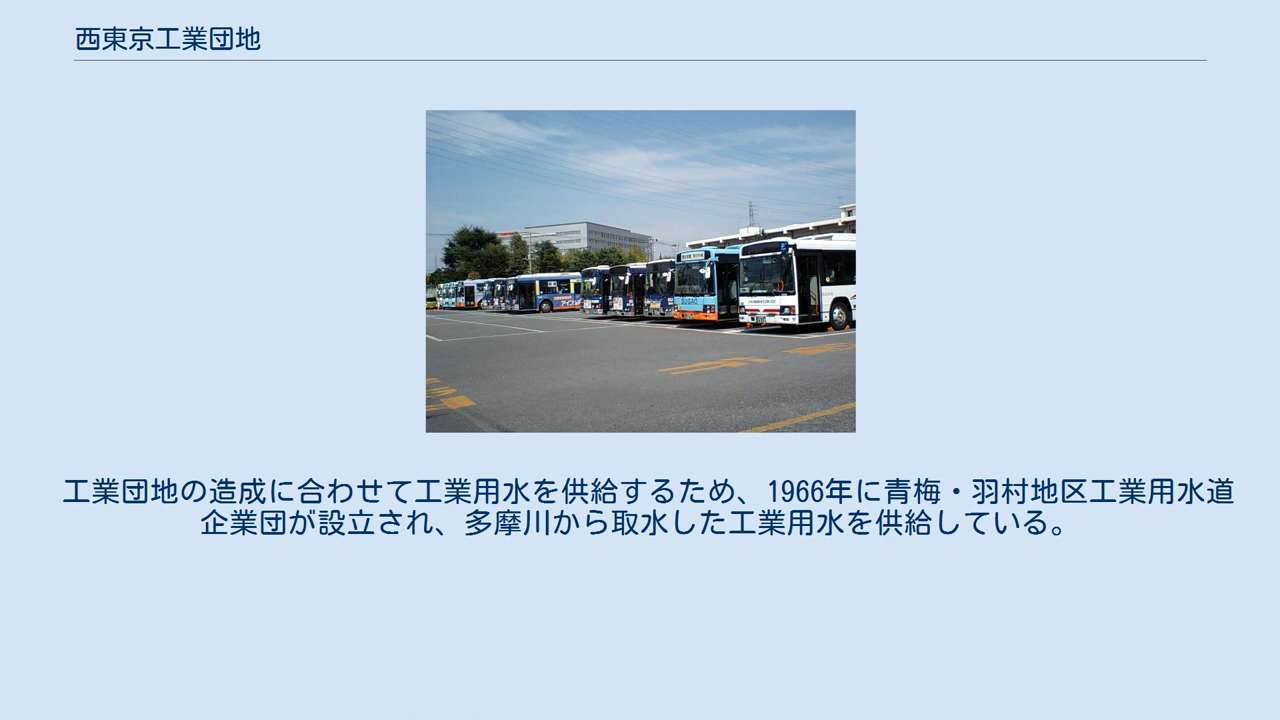 西東京工業団地
工業団地の造成に合わせて工業用水を供給するため、1966年に青梅・羽村地区工業用水道
企業団が設立され、多摩川から取水した工業用水を供給している。